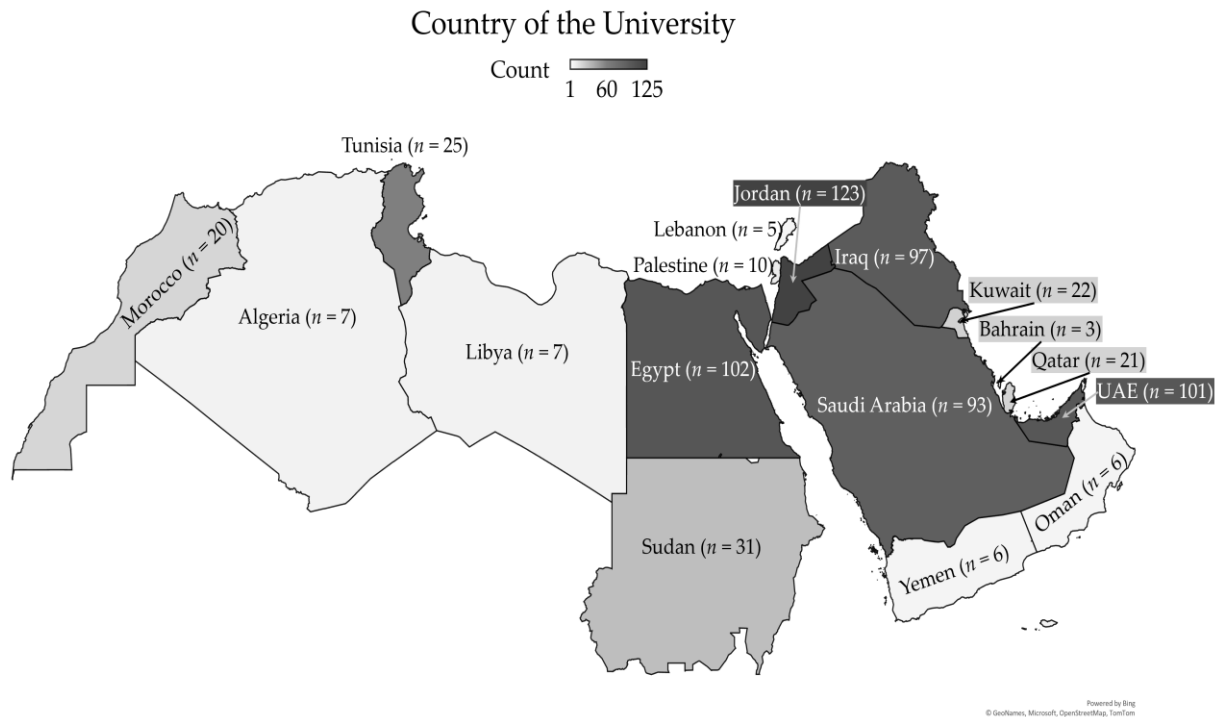 Country of the University
Count
1 60 125
Tunisia (n = 25)
Jordan (n = 123)
Lebanon (n = 5)
Morocco (n = 20)
Palestine (n = 10)
Iraq (n = 97)
Kuwait (n = 22)
Algeria (n = 7)
Bahrain (n = 3)
Libya (n = 7)
Qatar (n = 21)
Egypt (n = 102)
UAE (n = 101)
Saudi Arabia (n = 93)
Oman (n = 6)
Sudan (n = 31)
Yemen (n = 6)
Powered by Bing
© GeoNames, Microsoft, OpenStreetMap, TomTom